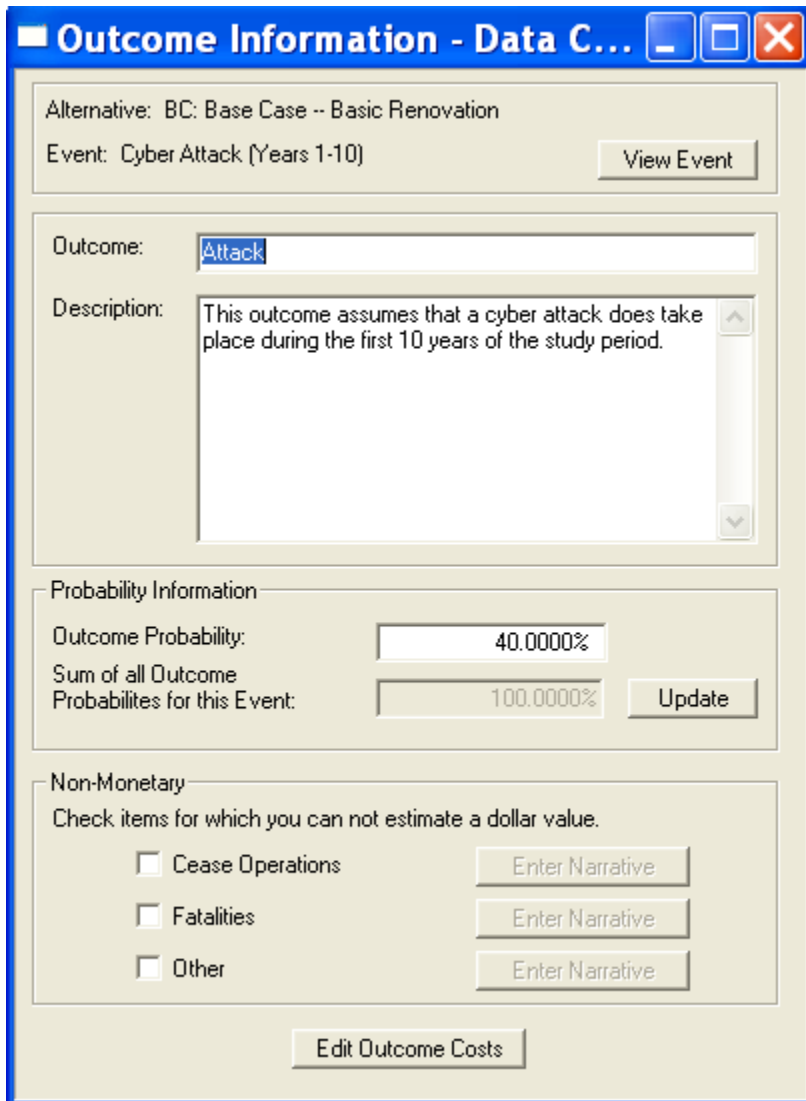 Outcome Information - Data C...
Alternative: BC: Base Case -- Basic Renovation
Event: Cyber Attack (Years 1-10)
View Event
Outcome:
Attack
Description:
This outcome assumes that a cyber attack does take
place during the first 10 years of the study period.
Probability Information
Outcome Probability:
40.0000%
Sum of all Outcome
Probabilites for this Event:
100.0000%
Update
Non-Monetary
Check items for which you can not estimate a dollar value.
Cease Operations
Enter Narrative
Fatalities
Enter Narrative
Other
Enter Narrative
Edit Outcome Costs